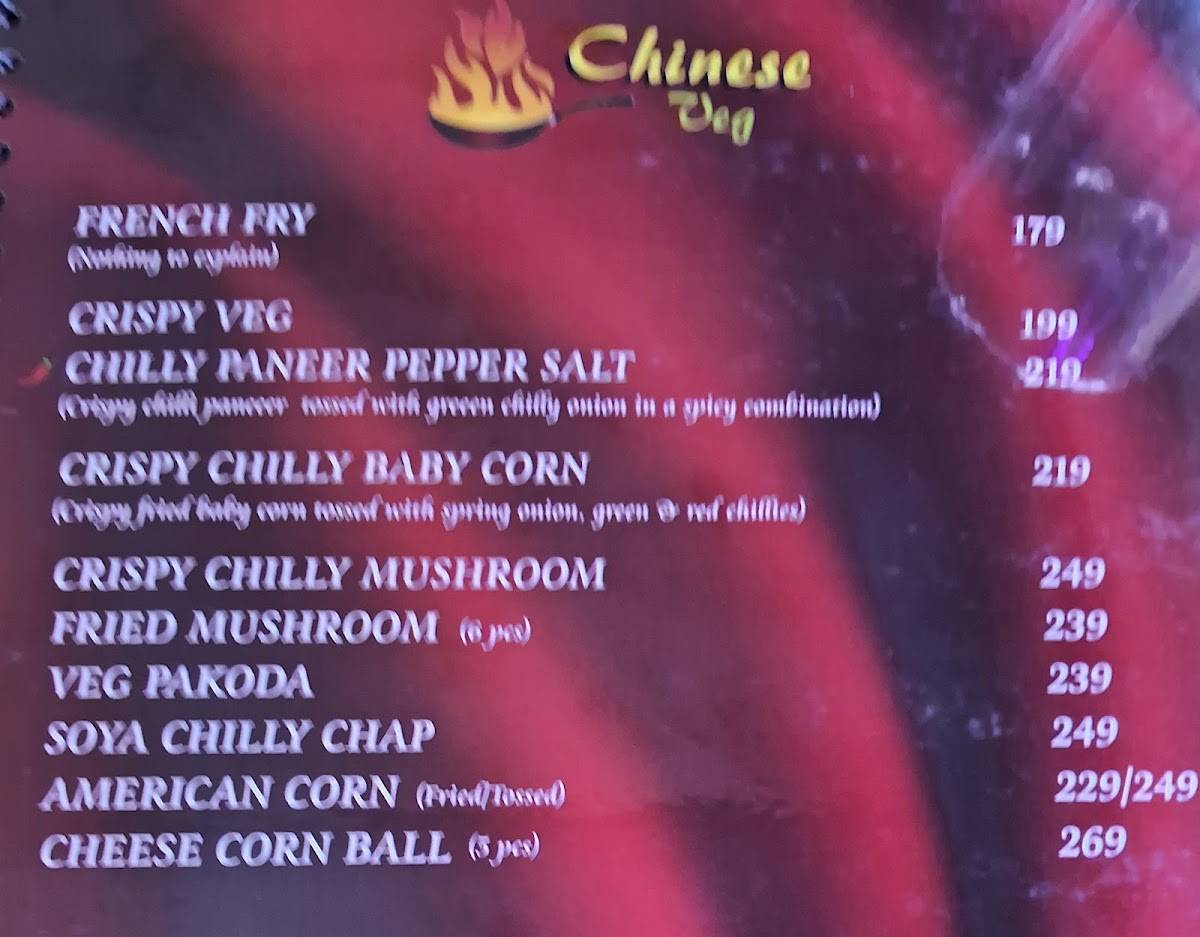 Chinese
Veg
FRENCH FRY 179
(Nothing to explain)
CRISPY VEG 199
CHILLY PANEER PEPPER SALT 219
(Crispy chilli paneer tossed with green chilly onion in a spicy combination)
CRISPY CHILLY BABY CORN 219
(Crispy fried baby corn tossed with spring onion, green & red chillies)
CRISPY CHILLY MUSHROOM 249
FRIED MUSHROOM (6 pcs) 239
VEG PAKODA 239
SOYA CHILLY CHAP 249
AMERICAN CORN (Fried/Tossed) 229/249
CHEESE CORN BALL (5 pcs) 269